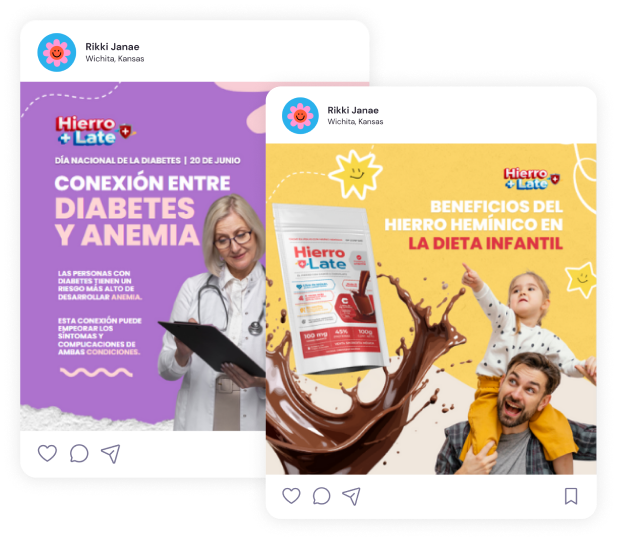 Rikki Janae
Wichita, Kansas
Hierro
+ Late
DÍA NACIONAL DE LA DIABETES | 20 DE JUNIO
CONEXIÓN ENTRE
DIABETES
Y ANEMIA
LAS PERSONAS CON
DIABETES TIENEN UN
RIESGO MÁS ALTO DE
DESARROLLAR ANEMIA.
ESTA CONEXIÓN PUEDE
EMPEORAR LOS
SÍNTOMAS Y
COMPLICACIONES DE
AMBAS CONDICIONES.
Rikki Janae
Wichita, Kansas
Hierro
+ Late
BENEFICIOS DEL
HIERRO HEMÍNICO EN
LA DIETA INFANTIL
Hierro
+Late
C
100 mg
45%
100g